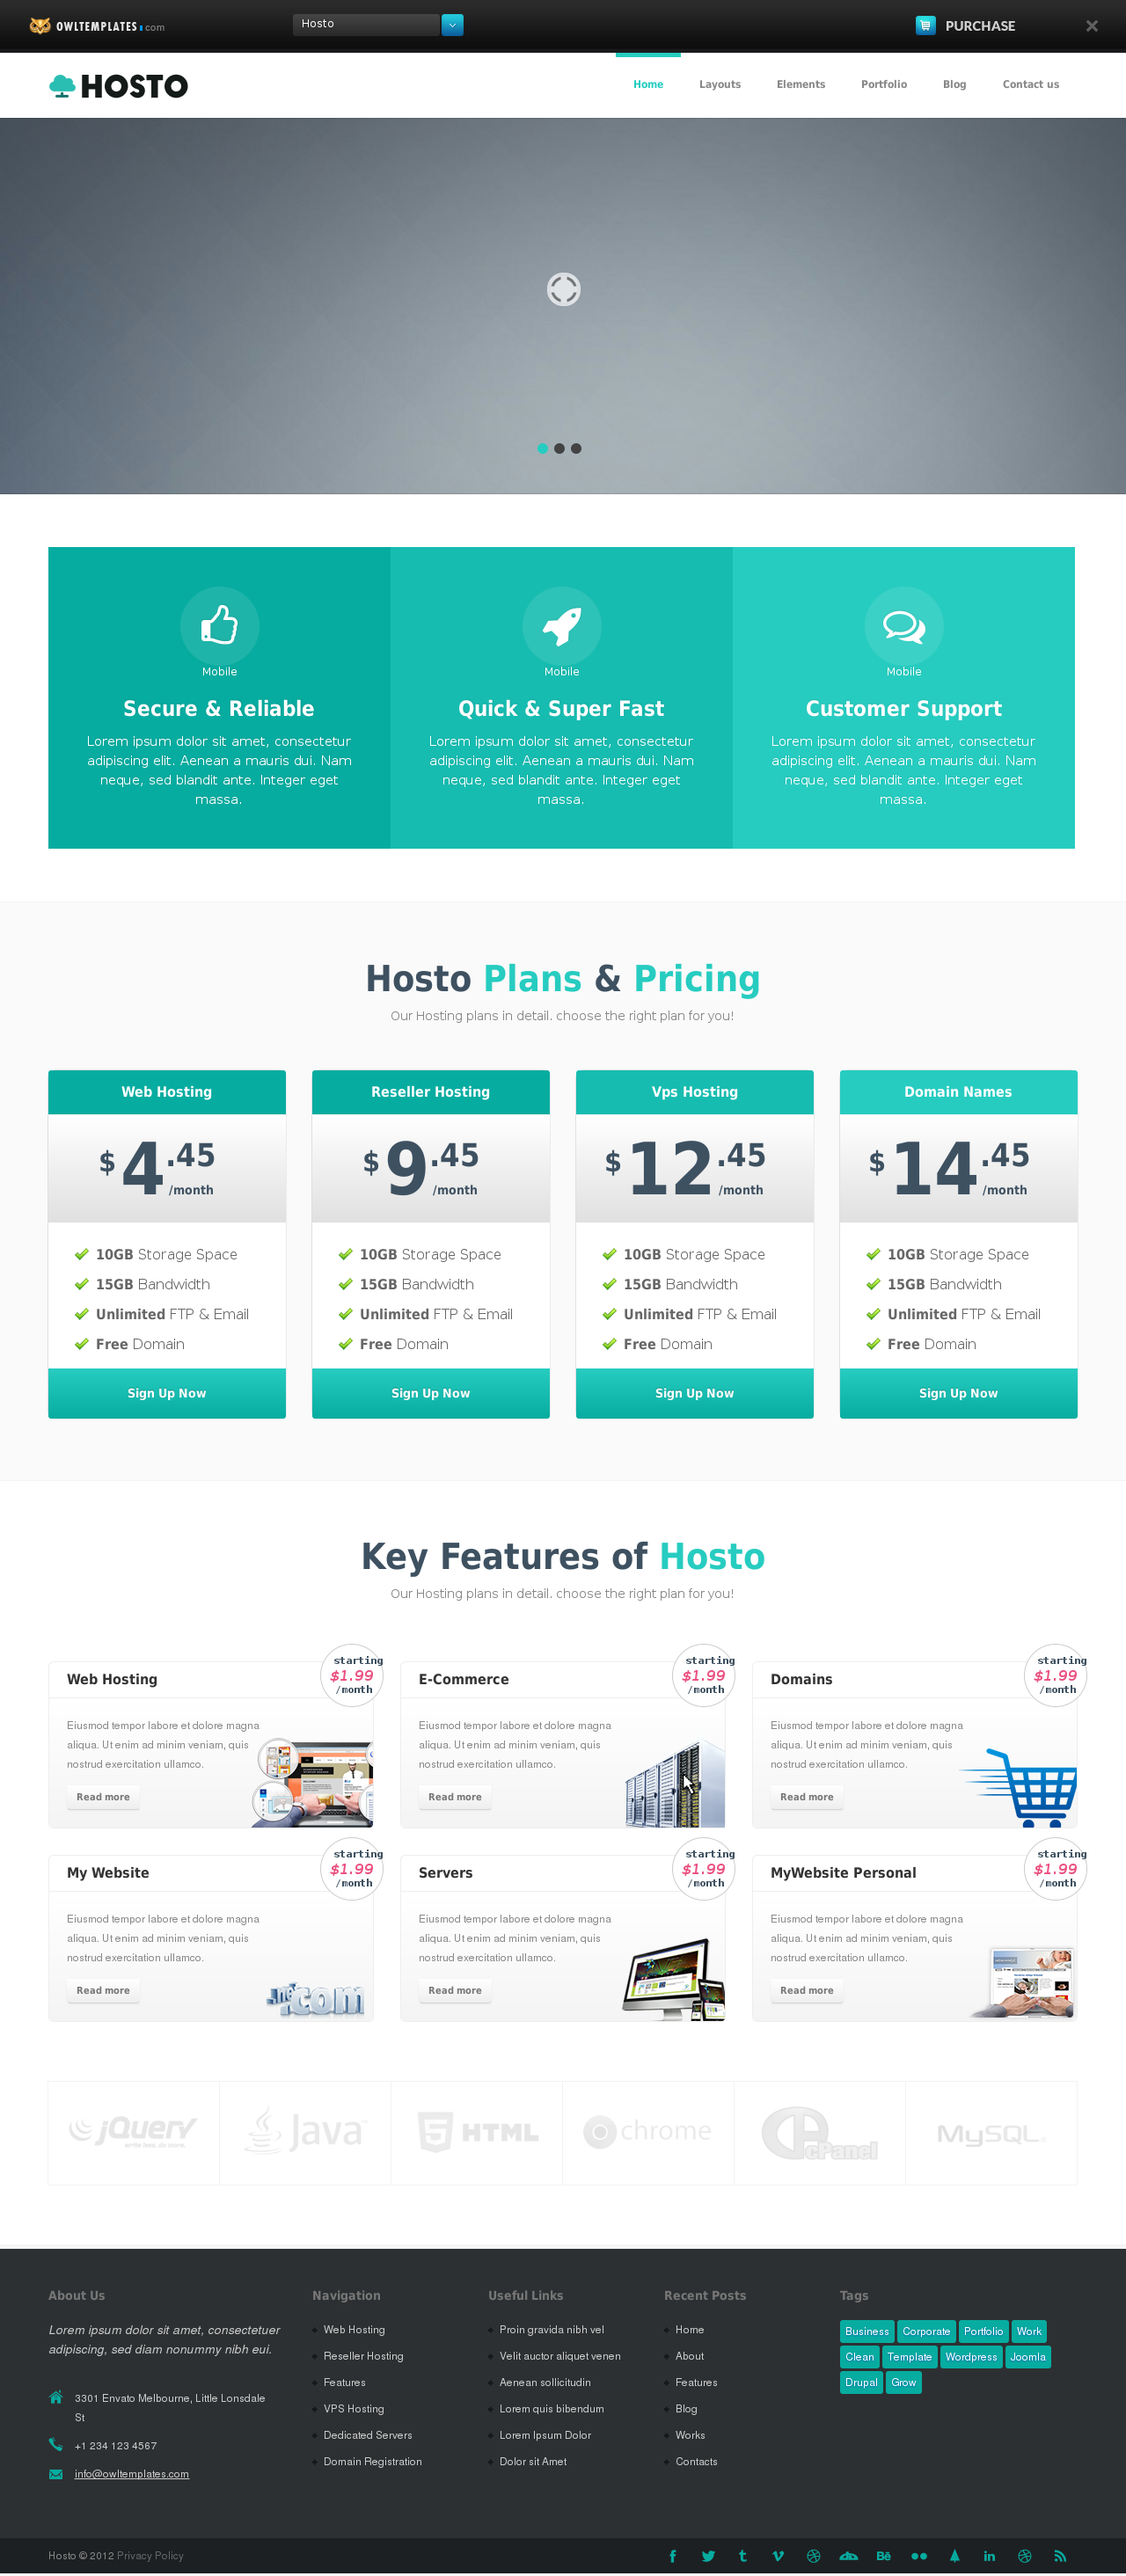 OWLTEMPLATES.com
Hosto
PURCHASE
HOSTO
Home Layouts Elements Portfolio Blog Contact us
Mobile
Secure & Reliable
Lorem ipsum dolor sit amet, consectetur
adipiscing elit. Aenean a mauris dui. Nam
neque, sed blandit ante. Integer eget
massa.
Mobile
Quick & Super Fast
Lorem ipsum dolor sit amet, consectetur
adipiscing elit. Aenean a mauris dui. Nam
neque, sed blandit ante. Integer eget
massa.
Mobile
Customer Support
Lorem ipsum dolor sit amet, consectetur
adipiscing elit. Aenean a mauris dui. Nam
neque, sed blandit ante. Integer eget
massa.
Hosto Plans & Pricing
Our Hosting plans in detail. choose the right plan for you!
Web Hosting
$4.45
/month
10GB Storage Space
15GB Bandwidth
Unlimited FTP & Email
Free Domain
Sign Up Now
Reseller Hosting
$9.45
/month
10GB Storage Space
15GB Bandwidth
Unlimited FTP & Email
Free Domain
Sign Up Now
Vps Hosting
$12.45
/month
10GB Storage Space
15GB Bandwidth
Unlimited FTP & Email
Free Domain
Sign Up Now
Domain Names
$14.45
/month
10GB Storage Space
15GB Bandwidth
Unlimited FTP & Email
Free Domain
Sign Up Now
Key Features of Hosto
Our Hosting plans in detail. choose the right plan for you!
Web Hosting
starting
$1.99
/month
Eiusmod tempor labore et dolore magna
aliqua. Ut enim ad minim veniam, quis
nostrud exercitation ullamco.
Read more
E-Commerce
starting
$1.99
/month
Eiusmod tempor labore et dolore magna
aliqua. Ut enim ad minim veniam, quis
nostrud exercitation ullamco.
Read more
Domains
starting
$1.99
/month
Eiusmod tempor labore et dolore magna
aliqua. Ut enim ad minim veniam, quis
nostrud exercitation ullamco.
Read more
My Website
starting
$1.99
/month
Eiusmod tempor labore et dolore magna
aliqua. Ut enim ad minim veniam, quis
nostrud exercitation ullamco.
Read more
.net .com
Servers
starting
$1.99
/month
Eiusmod tempor labore et dolore magna
aliqua. Ut enim ad minim veniam, quis
nostrud exercitation ullamco.
Read more
MyWebsite Personal
starting
$1.99
/month
Eiusmod tempor labore et dolore magna
aliqua. Ut enim ad minim veniam, quis
nostrud exercitation ullamco.
Read more
jQuery
write less, do more.
Java™
HTML
chrome
cPanel
MySQL®
About Us
Lorem ipsum dolor sit amet, consectetuer
adipiscing, sed diam nonummy nibh eui.
3301 Envato Melbourne, Little Lonsdale
St
+1 234 123 4567
info@owltemplates.com
Navigation
Web Hosting
Reseller Hosting
Features
VPS Hosting
Dedicated Servers
Domain Registration
Useful Links
Proin gravida nibh vel
Velit auctor aliquet venen
Aenean sollicitudin
Lorem quis bibendum
Lorem Ipsum Dolor
Dolor sit Amet
Recent Posts
Home
About
Features
Blog
Works
Contacts
Tags
Business Corporate Portfolio Work
Clean Template Wordpress Joomla
Drupal Grow
Hosto © 2012 Privacy Policy